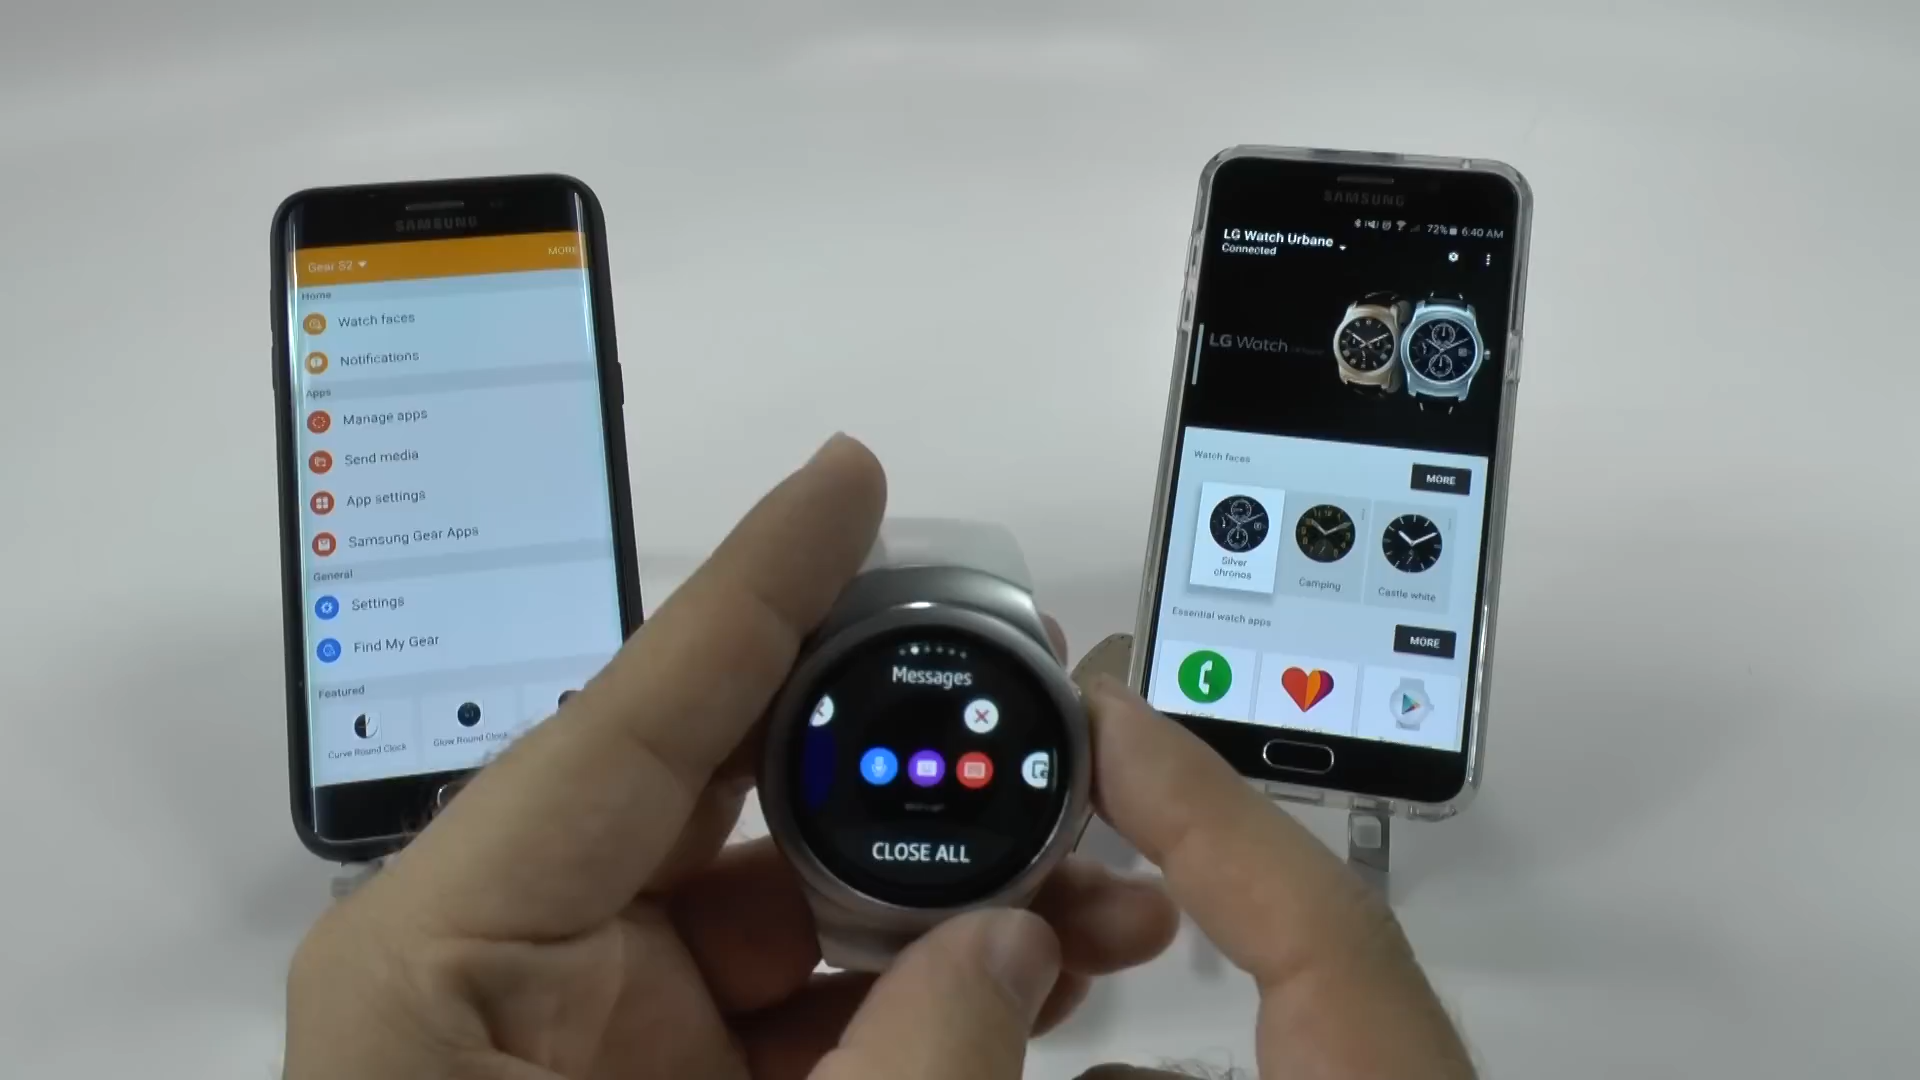 SAMSUNG
Gear S2
MORE
Home
Watch faces
Notifications
Apps
Manage apps
Send media
App settings
Samsung Gear Apps
General
Settings
Find My Gear
Featured
Curve Round Clock
Glow Round Clock
Messages
CLOSE ALL
SAMSUNG
72% 6:40 AM
LG Watch Urbane
Connected
LG Watch
Watch faces
MORE
Silver
chronos
Camping
Castle white
Essential watch apps
MORE